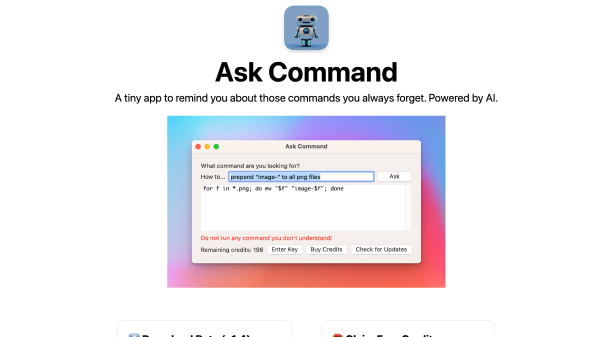 Ask Command
A tiny app to remind you about those commands you always forget. Powered by AI.
Ask Command
What command are you looking for?
How to... prepend "image-" to all png files Ask
for f in *.png; do mv "$f" "image-$f"; done
Do not run any command you don't understand!
Remaining credits: 198 Enter Key Buy Credits Check for Updates